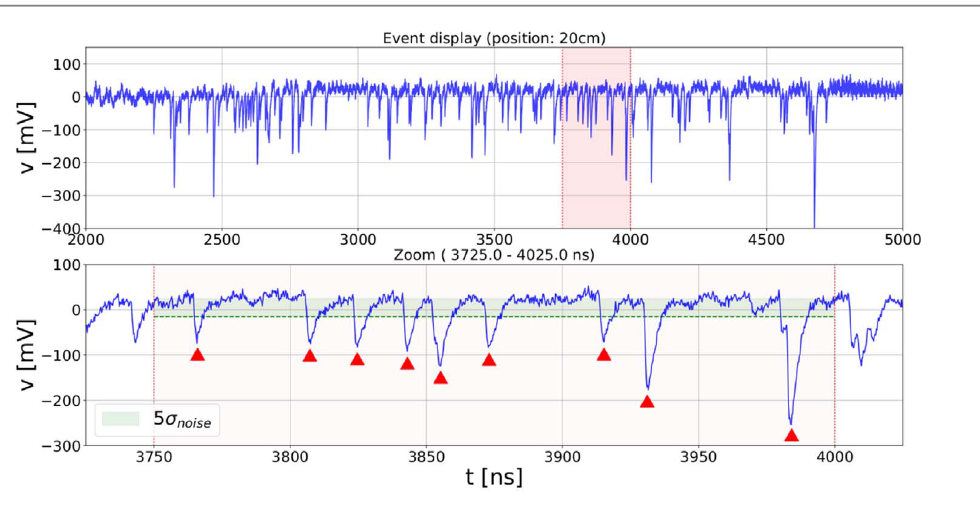 Event display (position: 20cm)
v [mV]
100
0
−100
−200
−300
−400
2000 2500 3000 3500 4000 4500 5000
Zoom ( 3725.0 - 4025.0 ns)
v [mV]
100
0
−100
−200
−300
5σnoise
3750 3800 3850 3900 3950 4000
t [ns]